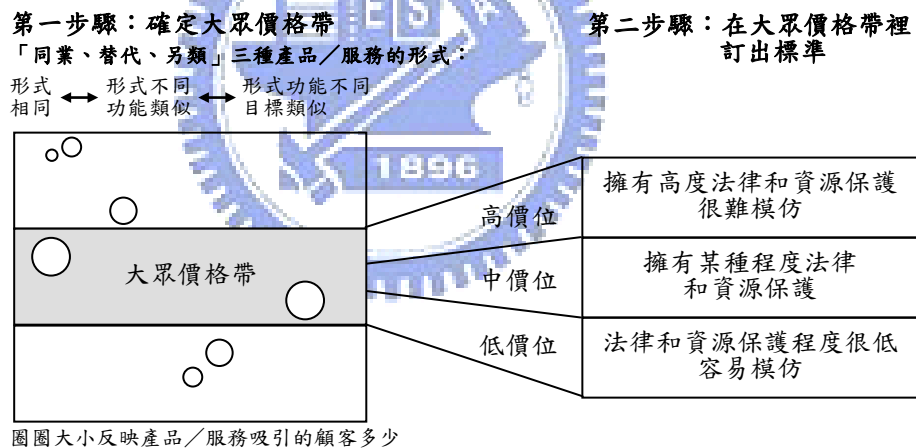 第一步驟：確定大眾價格帶
「同業、替代、另類」三種產品／服務的形式：
形式 形式不同 形式功能不同
相同 功能類似 目標類似
大眾價格帶
圈圈大小反映產品／服務吸引的顧客多少
第二步驟：在大眾價格帶裡
訂出標準
高價位
擁有高度法律和資源保護
很難模仿
中價位
擁有某種程度法律
和資源保護
低價位
法律和資源保護程度很低
容易模仿
ES
1896